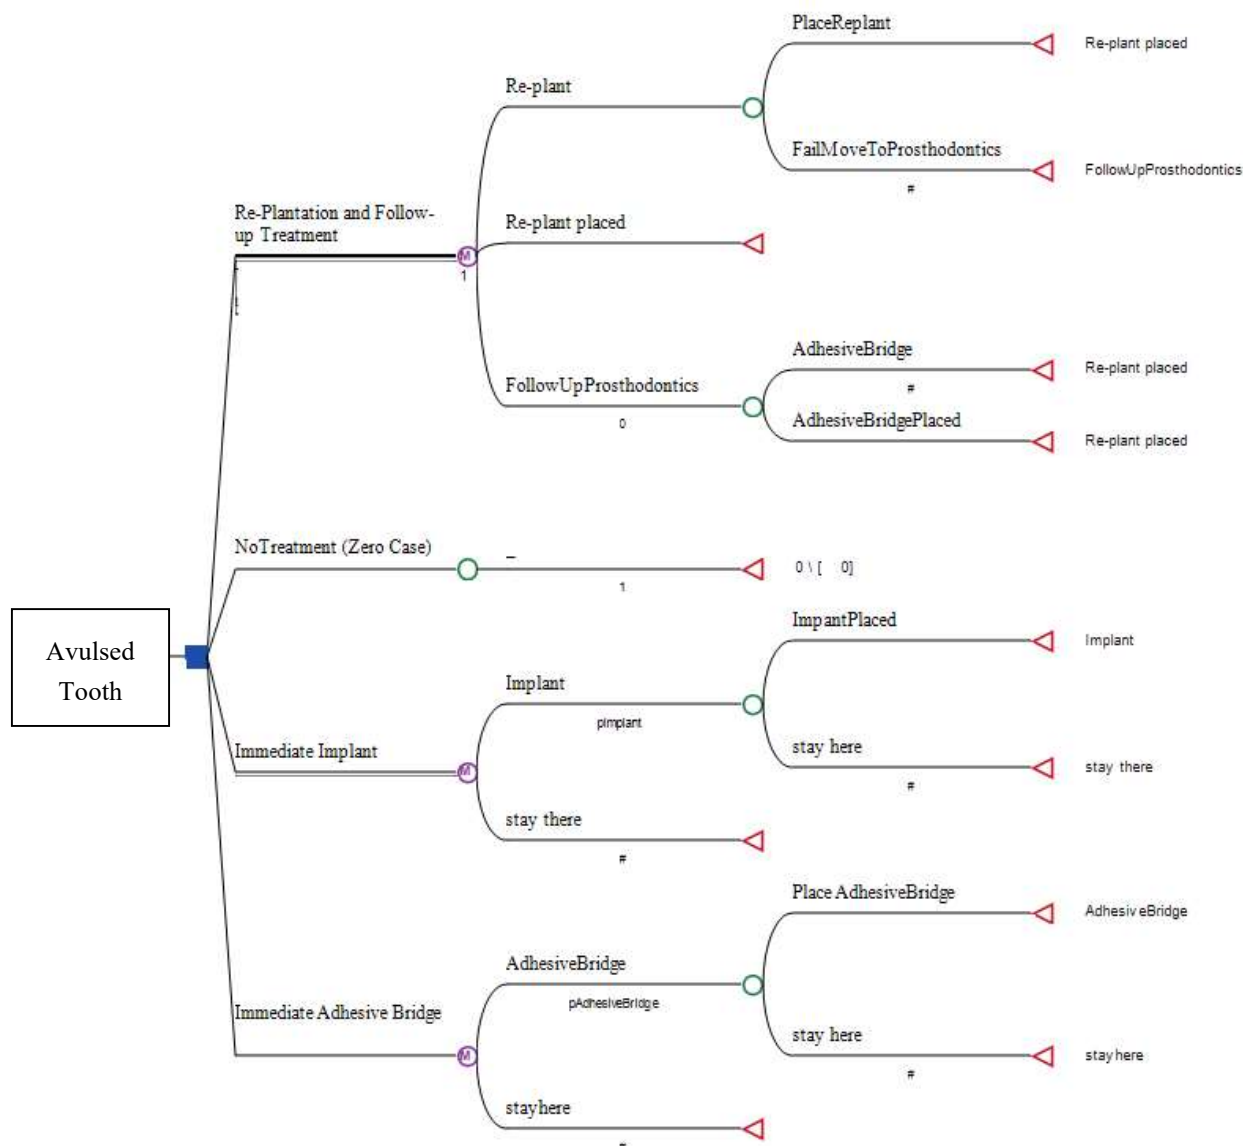 PlaceReplant
Re-plant placed
Re-plant
FailMoveToProsthodontics
FollowUpProsthodontics
#
Re-Plantation and Follow-
up Treatment
Re-plant placed
M
1
AdhesiveBridge
Re-plant placed
#
FollowUpProsthodontics
0
AdhesiveBridgePlaced
Re-plant placed
NoTreatment (Zero Case)
_
1
0 \ [ 0]
Avulsed
Tooth
ImpantPlaced
Implant
Implant
pImplant
Immediate Implant
M
stay here
stay there
#
stay there
#
Place AdhesiveBridge
AdhesiveBridge
AdhesiveBridge
pAdhesiveBridge
Immediate Adhesive Bridge
M
stay here
stayhere
#
stayhere